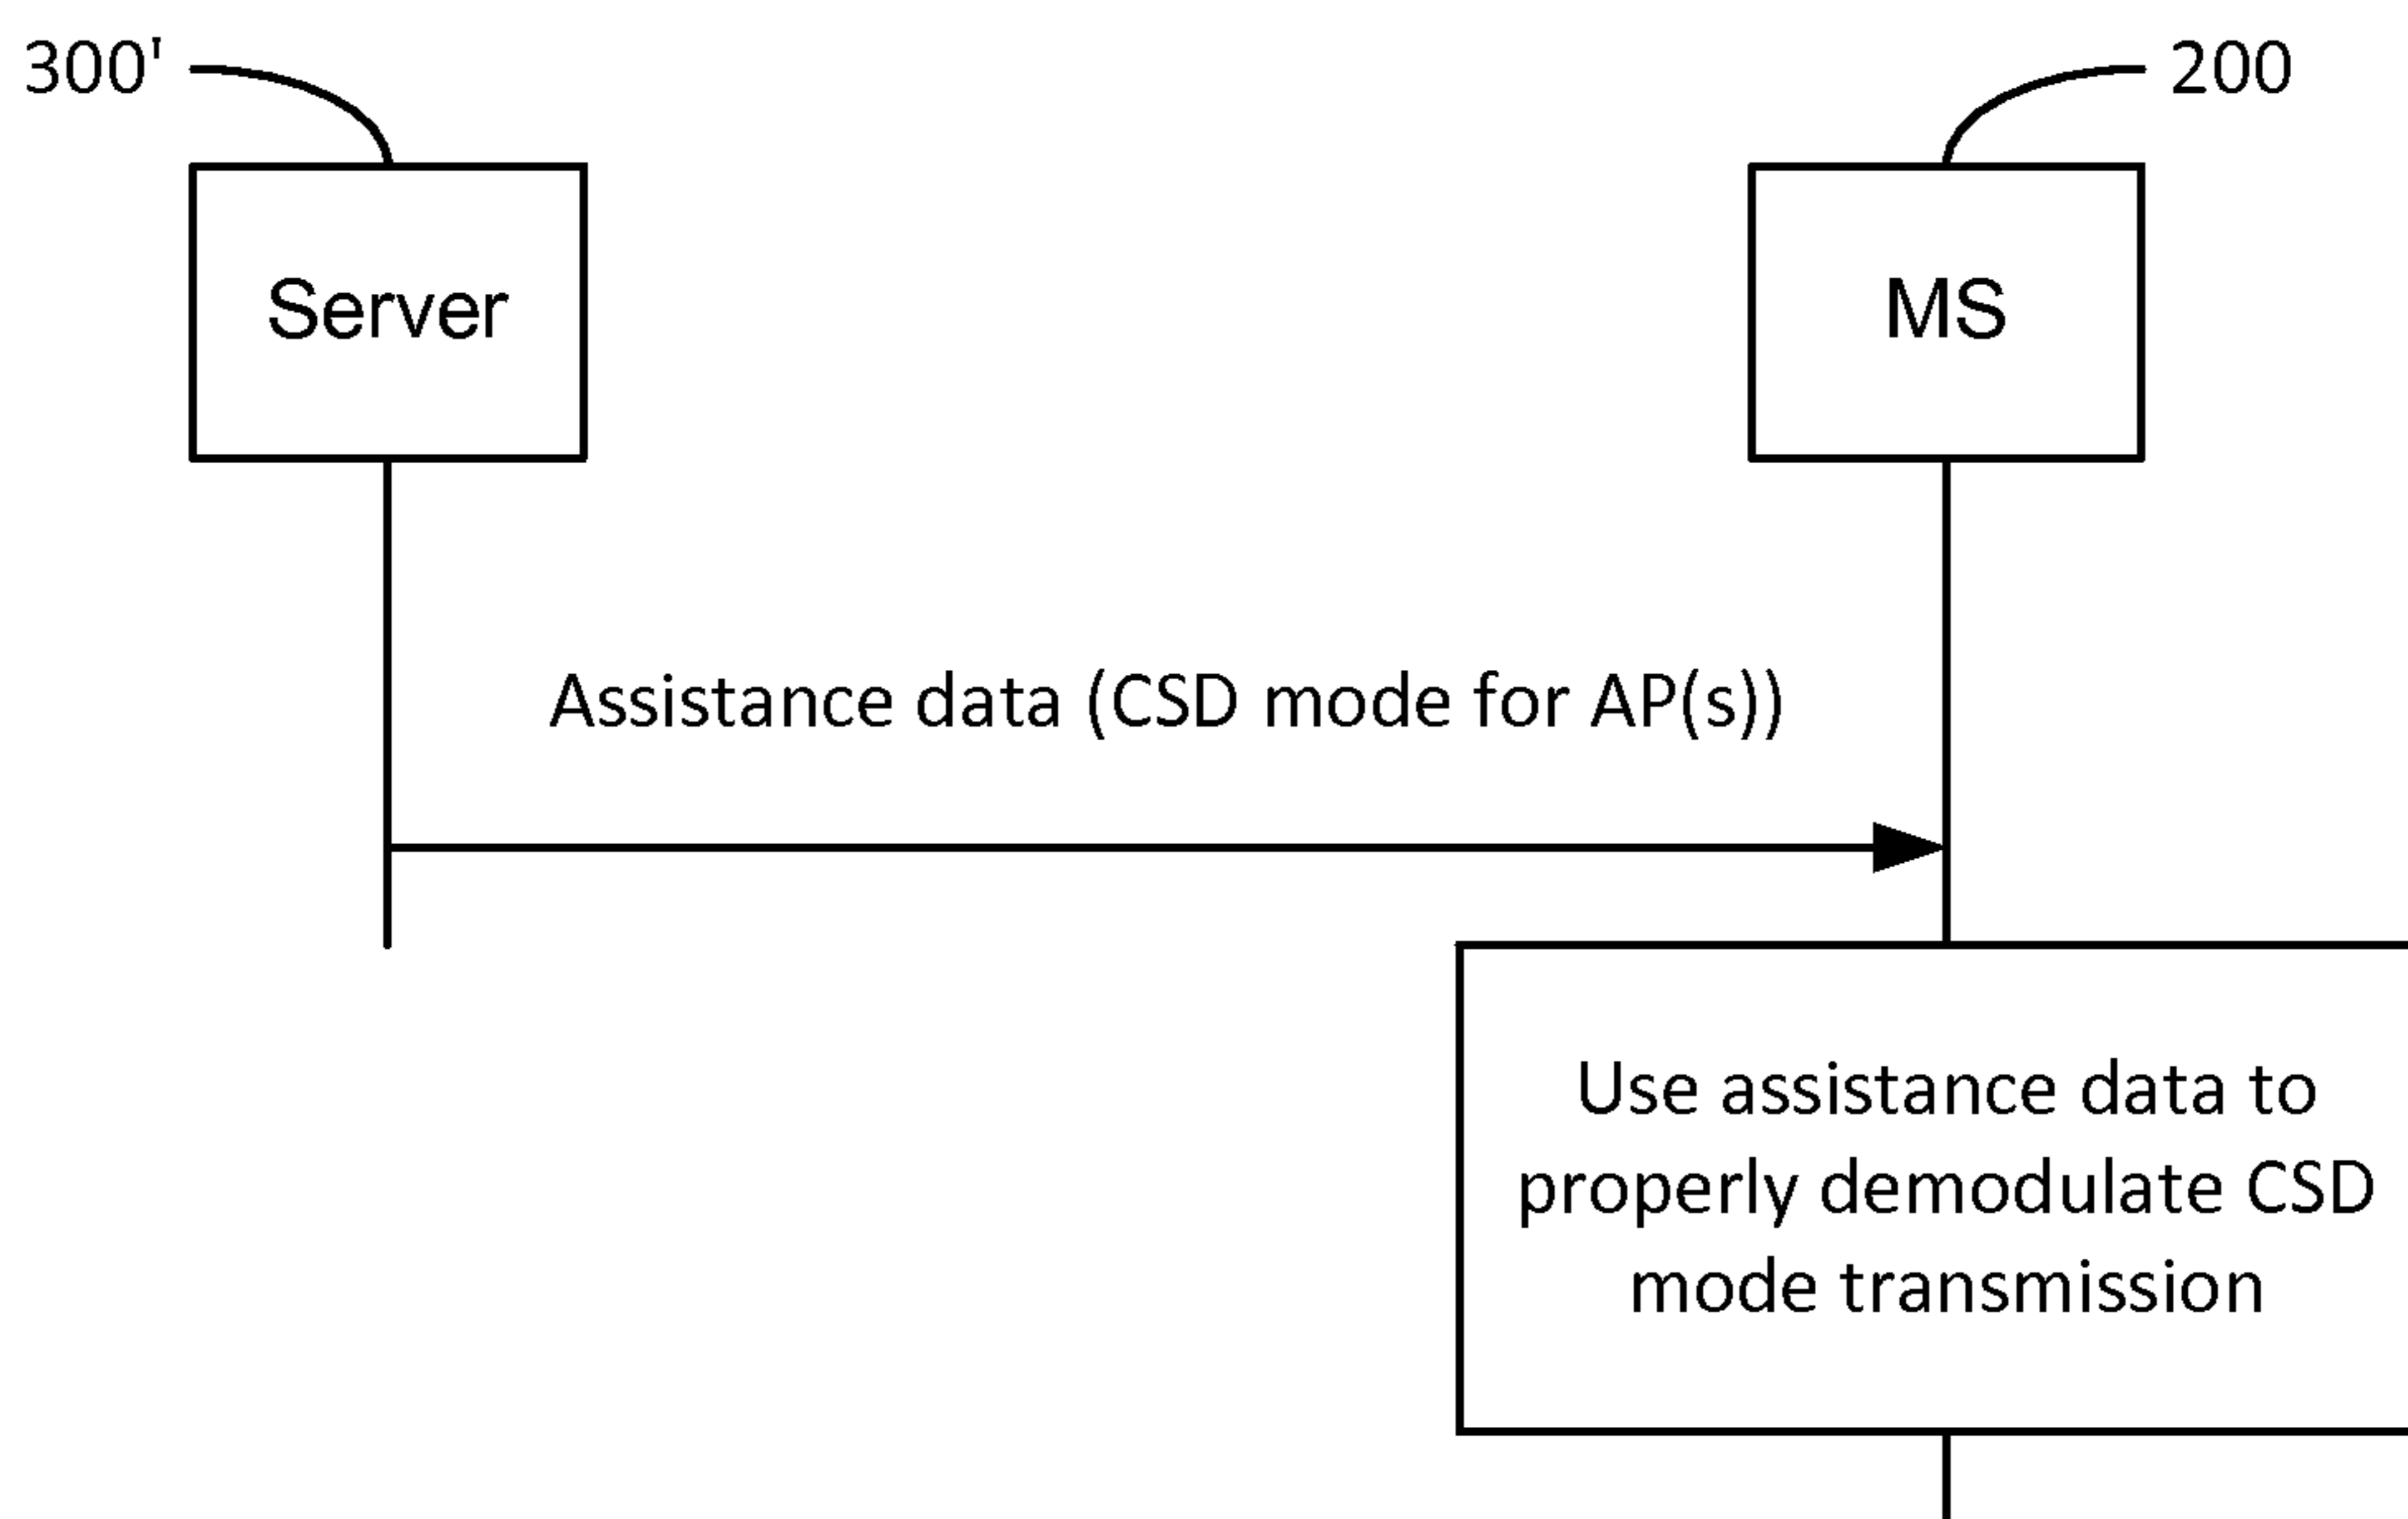 300'
200
Server
MS
Assistance data (CSD mode for AP(s))
Use assistance data to
properly demodulate CSD
mode transmission